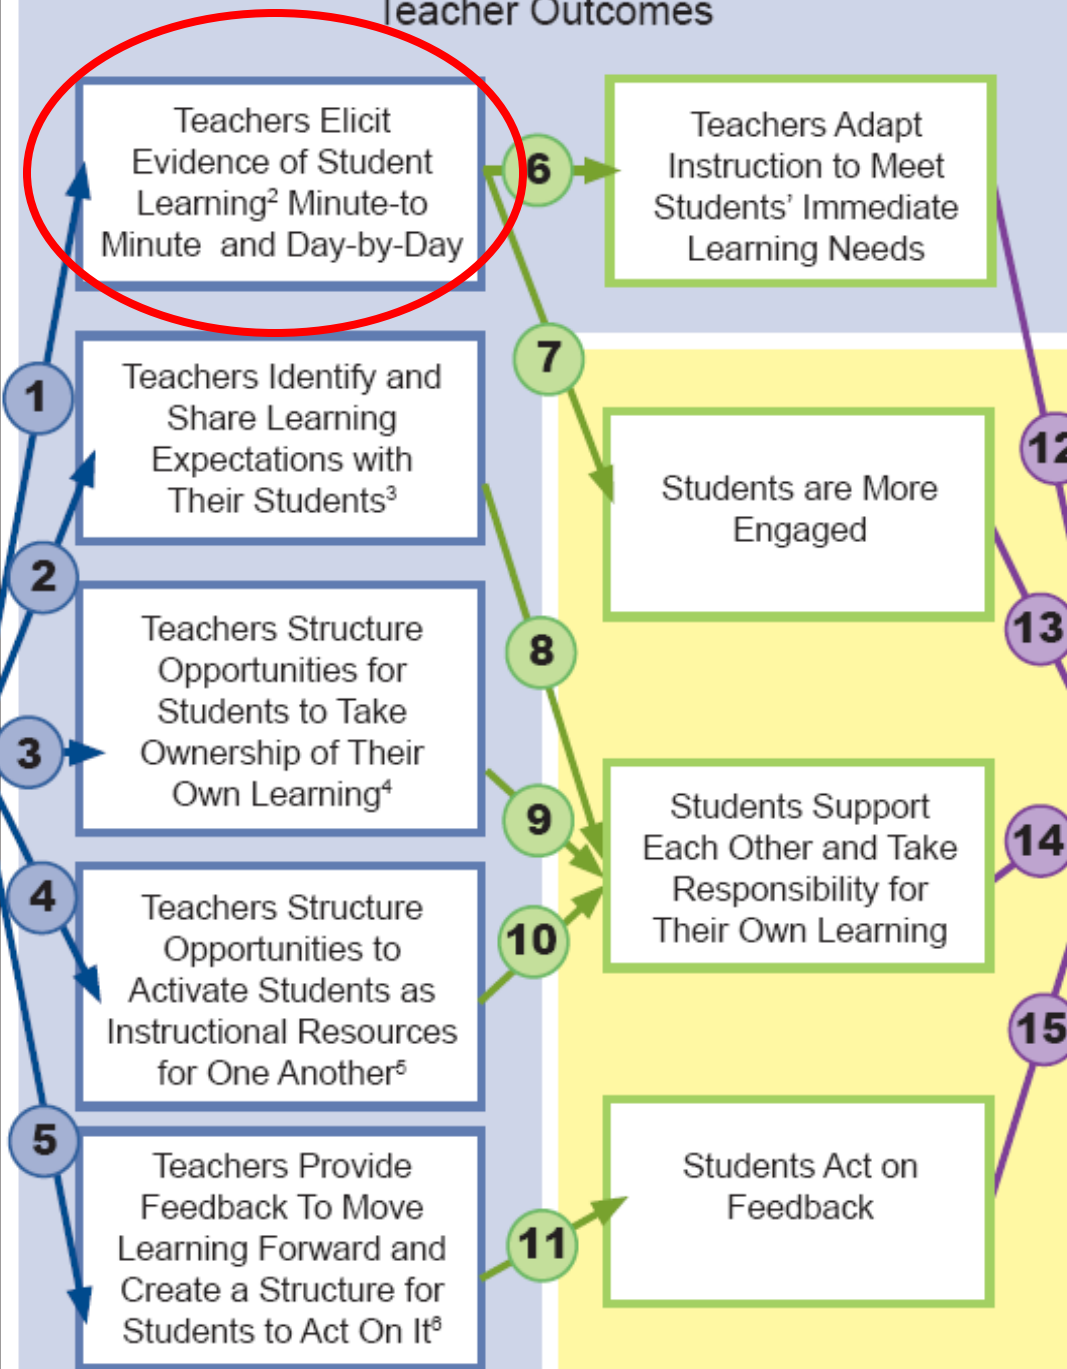 Teacher Outcomes
Teachers Elicit
Evidence of Student
Learning² Minute-to
Minute and Day-by-Day
6
Teachers Adapt
Instruction to Meet
Students’ Immediate
Learning Needs
1
Teachers Identify and
Share Learning
Expectations with
Their Students³
7
Students are More
Engaged
12
2
13
Teachers Structure
Opportunities for
Students to Take
Ownership of Their
Own Learning⁴
8
3
9
Students Support
Each Other and Take
Responsibility for
Their Own Learning
14
4
Teachers Structure
Opportunities to
Activate Students as
Instructional Resources
for One Another⁵
10
15
5
Teachers Provide
Feedback To Move
Learning Forward and
Create a Structure for
Students to Act On It⁶
11
Students Act on
Feedback